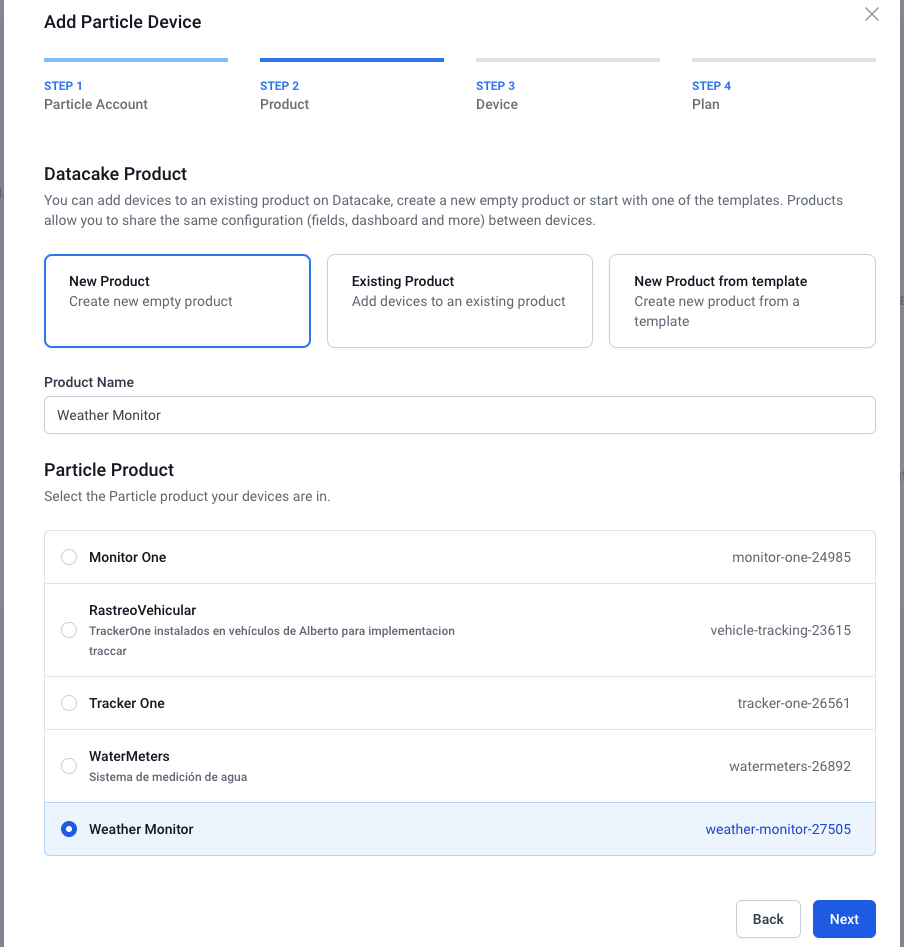 Add Particle Device
STEP 1
Particle Account
STEP 2
Product
STEP 3
Device
STEP 4
Plan
Datacake Product
You can add devices to an existing product on Datacake, create a new empty product or start with one of the templates. Products
allow you to share the same configuration (fields, dashboard and more) between devices.
New Product
Create new empty product
Existing Product
Add devices to an existing product
New Product from template
Create new product from a
template
Product Name
Weather Monitor
Particle Product
Select the Particle product your devices are in.
Monitor One
monitor-one-24985
RastreoVehicular
TrackerOne instalados en vehículos de Alberto para implementacion
traccar
vehicle-tracking-23615
Tracker One
tracker-one-26561
WaterMeters
Sistema de medición de agua
watermeters-26892
Weather Monitor
weather-monitor-27505
Back
Next